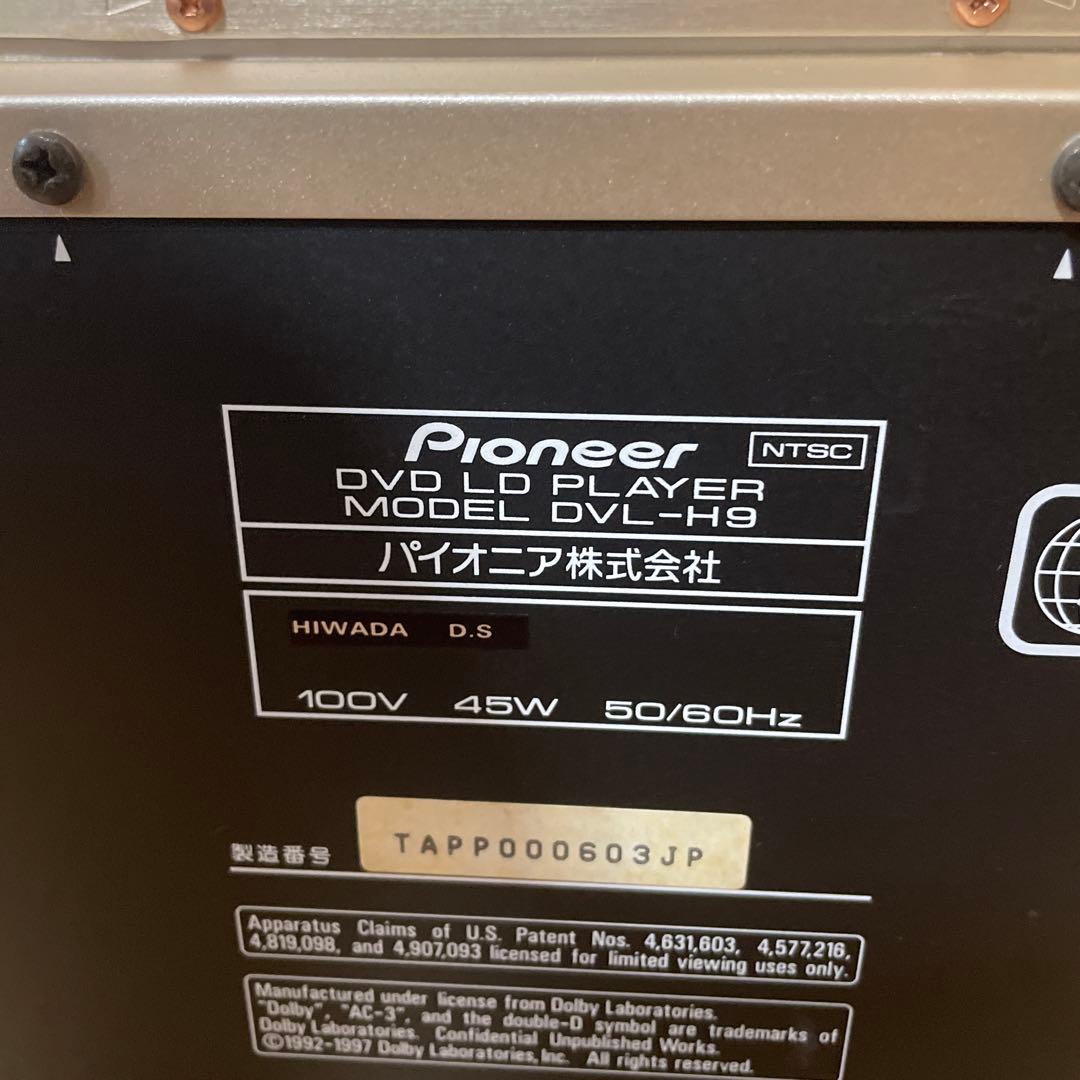 Pioneer NTSC
DVD LD PLAYER
MODEL DVL-H9
パイオニア株式会社
HIWADA D.S
100V 45W 50/60Hz
製造番号 TAPP000603JP
Apparatus Claims of U.S. Patent Nos. 4,631,603, 4,577,216,
4,819,098, and 4,907,093 licensed for limited viewing uses only.
Manufactured under license from Dolby Laboratories.
"Dolby", "AC-3", and the double-D symbol are trademarks of
Dolby Laboratories. Confidential Unpublished Works.
©1992-1997 Dolby Laboratories, Inc. All rights reserved.